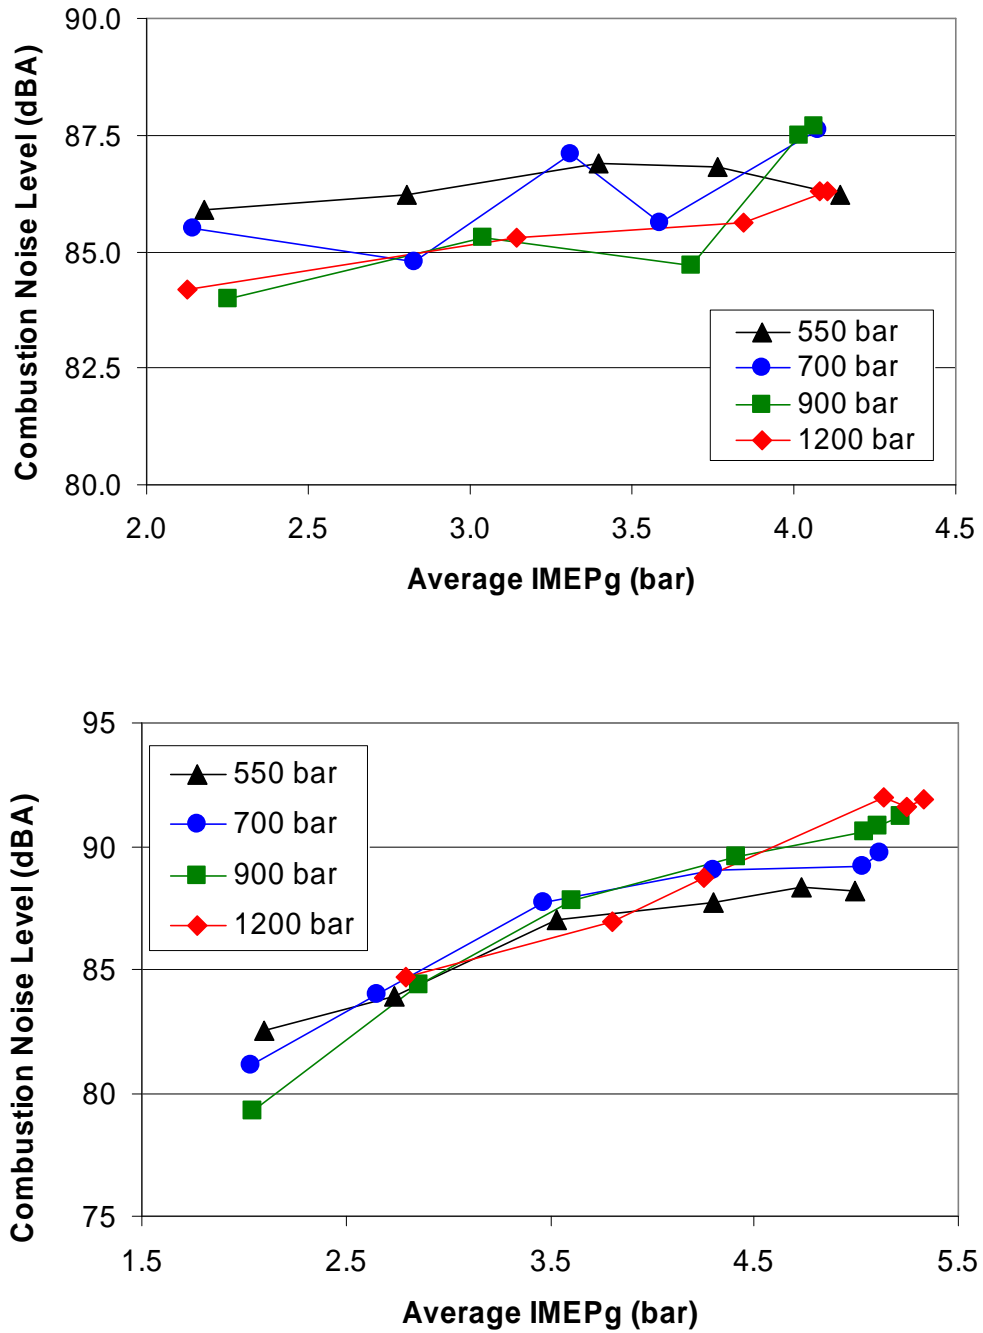 90.0
87.5
85.0
82.5
80.0
Combustion Noise Level (dBA)
550 bar
700 bar
900 bar
1200 bar
2.0 2.5 3.0 3.5 4.0 4.5
Average IMEPg (bar)
95
90
85
80
75
Combustion Noise Level (dBA)
550 bar
700 bar
900 bar
1200 bar
1.5 2.5 3.5 4.5 5.5
Average IMEPg (bar)